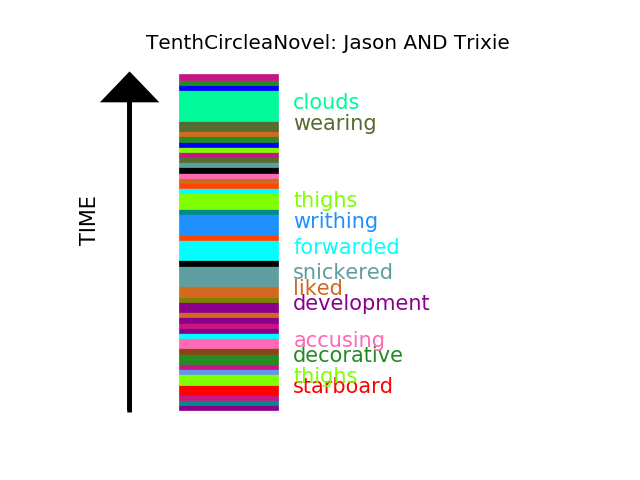 TenthCircleaNovel: Jason AND Trixie
clouds
wearing
thighs
writhing
forwarded
snickered
liked
development
accusing
decorative
thighs
starboard
TIME